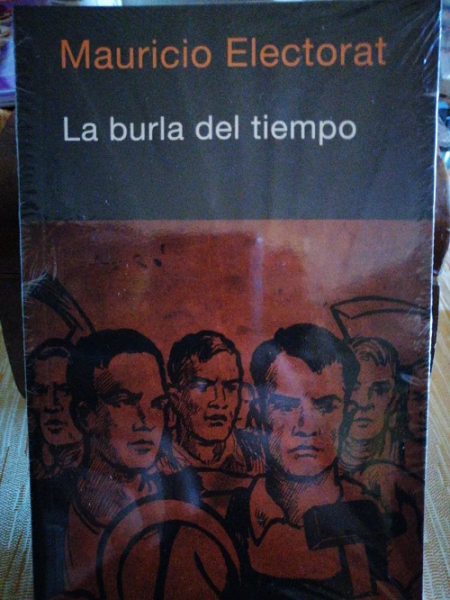 Mauricio Electorat
La burla del tiempo